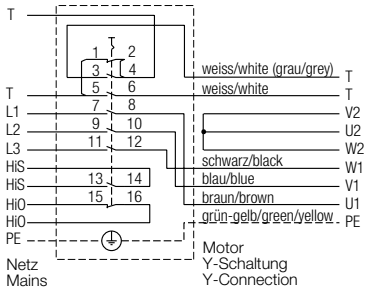 T
1 2
3 4 weiss/white (grau/grey) T
T 5 6 weiss/white T
L1 7 8 V2
L2 9 10 U2
L3 11 12 W2
HiS schwarz/black W1
HiS 13 14 blau/blue V1
HiO 15 16 braun/brown U1
HiO grün-gelb/green/yellow PE
PE
Netz Motor
Mains Y-Schaltung
Y-Connection